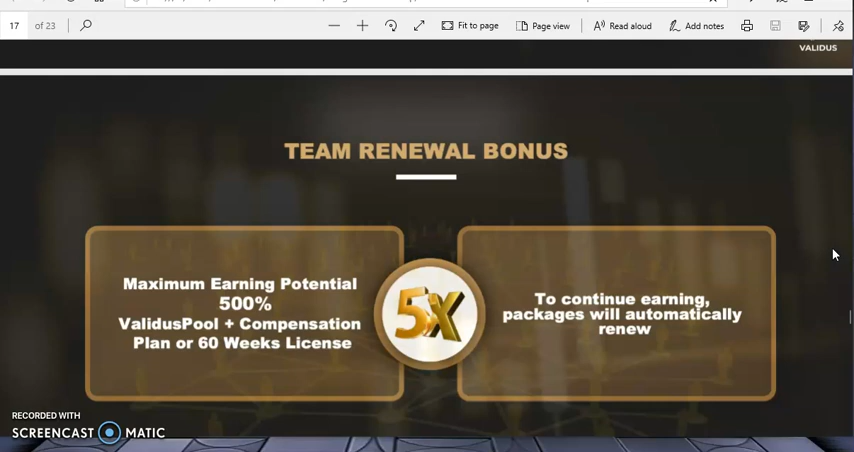 17 of 23
Fit to page
Page view
Read aloud
Add notes
VALIDUS
TEAM RENEWAL BONUS
Maximum Earning Potential
500%
ValidusPool + Compensation
Plan or 60 Weeks License
5X
To continue earning,
packages will automatically
renew
RECORDED WITH
SCREENCAST MATIC